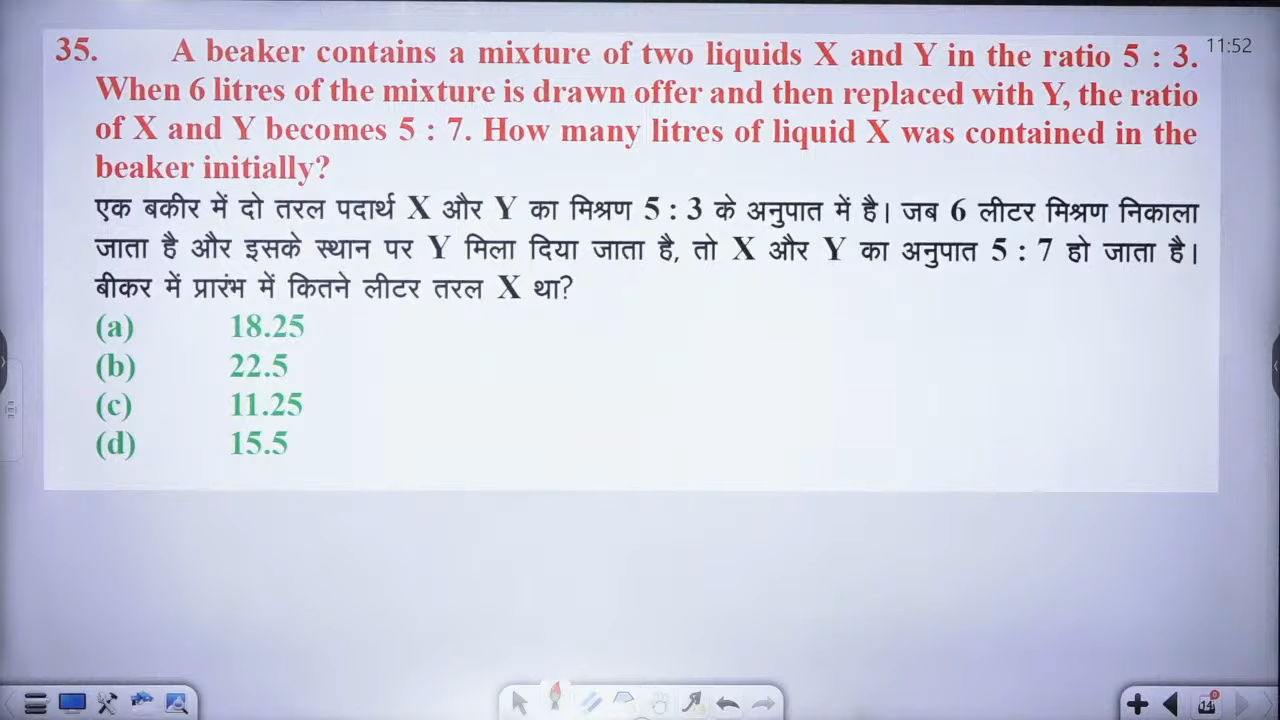 11:52
35. A beaker contains a mixture of two liquids X and Y in the ratio 5 : 3.
When 6 litres of the mixture is drawn offer and then replaced with Y, the ratio
of X and Y becomes 5 : 7. How many litres of liquid X was contained in the
beaker initially?
एक बकीर में दो तरल पदार्थ X और Y का मिश्रण 5 : 3 के अनुपात में है। जब 6 लीटर मिश्रण निकाला
जाता है और इसके स्थान पर Y मिला दिया जाता है, तो X और Y का अनुपात 5 : 7 हो जाता है।
बीकर में प्रारंभ में कितने लीटर तरल X था?
(a) 18.25
(b) 22.5
(c) 11.25
(d) 15.5
14